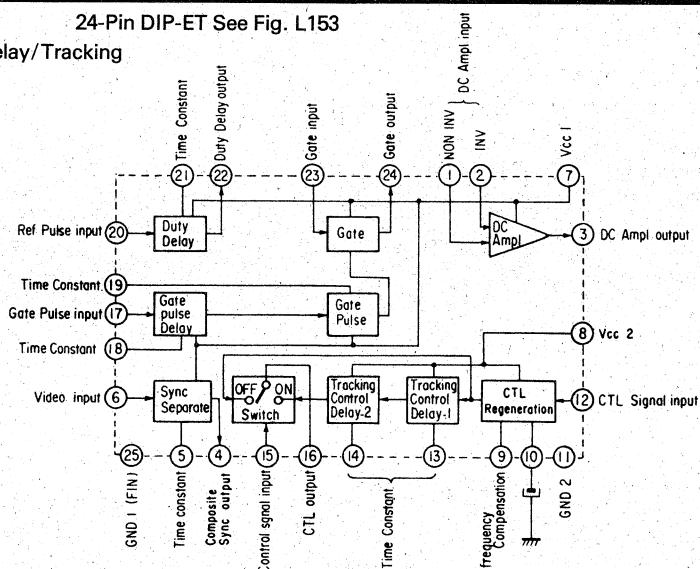 24-Pin DIP-ET See Fig. L153
elay/Tracking
Time Constant
Duty Delay output
Gate input
Gate output
DC Ampl input
NON INV
INV
Vcc 1
21
22
23
24
1
2
7
Ref Pulse input
20
Duty
Delay
Gate
DC
Ampl
3
DC Ampl output
Time Constant
19
Gate Pulse input
17
Gate
pulse
Delay
Gate
Pulse
Time Constant
18
8
Vcc 2
Video input
6
Sync
Separate
OFF
ON
Switch
Tracking
Control
Delay-2
Tracking
Control
Delay-1
CTL
Regeneration
12
CTL Signal input
25
5
4
15
16
14
13
9
10
11
GND 1 (FIN)
Time constant
Composite
Sync output
Control sgnal input
CTL output
Time Constant
frequency
Compensation
GND 2